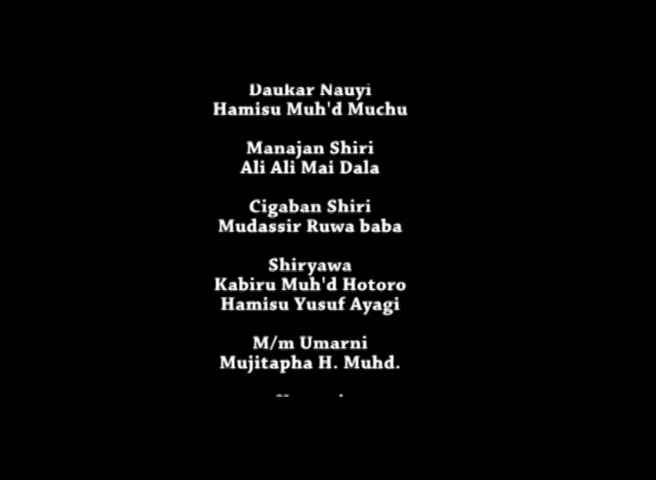 Daukar Nauyi
Hamisu Muh'd Muchu
Manajan Shiri
Ali Ali Mai Dala
Cigaban Shiri
Mudassir Ruwa baba
Shiryawa
Kabiru Muh'd Hotoro
Hamisu Yusuf Ayagi
M/m Umarni
Mujitapha H. Muhd.